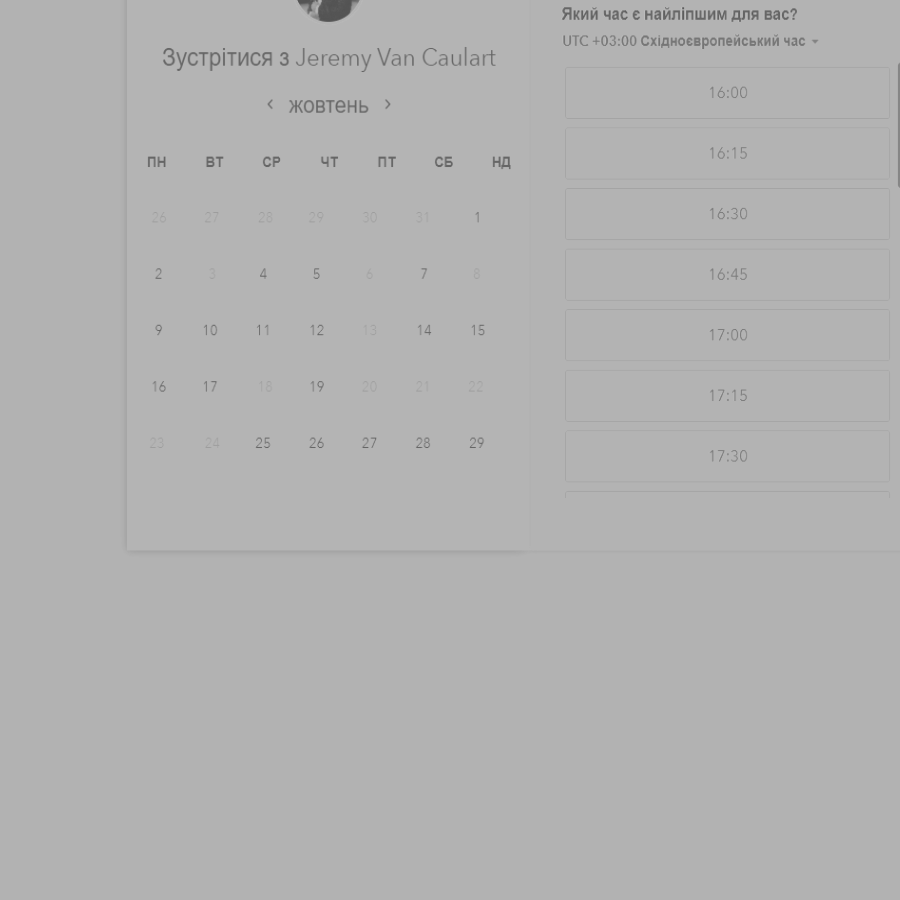 Зустрітися з Jeremy Van Caulart
‹ жовтень ›
ПН ВТ СР ЧТ ПТ СБ НД
26 27 28 29 30 31 1
2 3 4 5 6 7 8
9 10 11 12 13 14 15
16 17 18 19 20 21 22
23 24 25 26 27 28 29
Який час є найліпшим для вас?
UTC +03:00 Східноєвропейський час
16:00
16:15
16:30
16:45
17:00
17:15
17:30